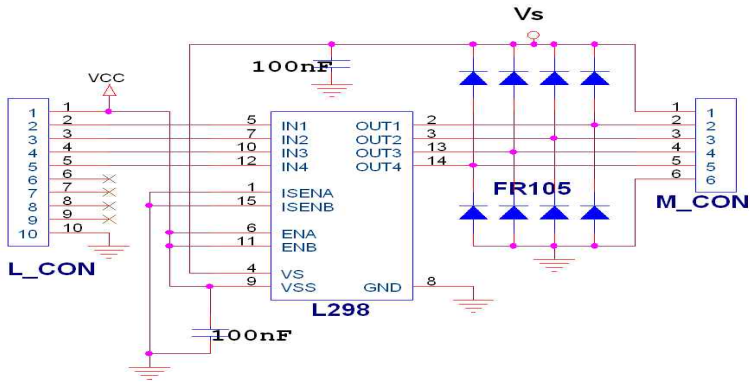 Vs
100nF
VCC
1 1
2 2
3 3
4 4
5 5
6 6
7 7
8 8
9 9
10 10
L_CON
5 IN1 OUT1 2
7 IN2 OUT2 3
10 IN3 OUT3 13
12 IN4 OUT4 14
1 ISENA
15 ISENB
6 ENA
11 ENB
4 VS
9 VSS GND 8
L298
100nF
FR105
1 1
2 2
3 3
4 4
5 5
6 6
M_CON